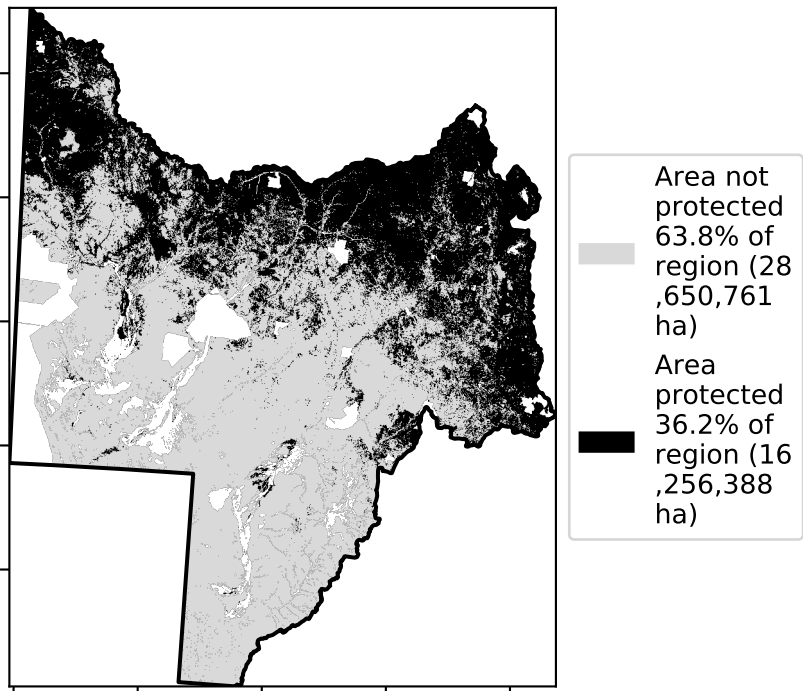 Area not
protected
63.8% of
region (28
,650,761
ha)
Area
protected
36.2% of
region (16
,256,388
ha)